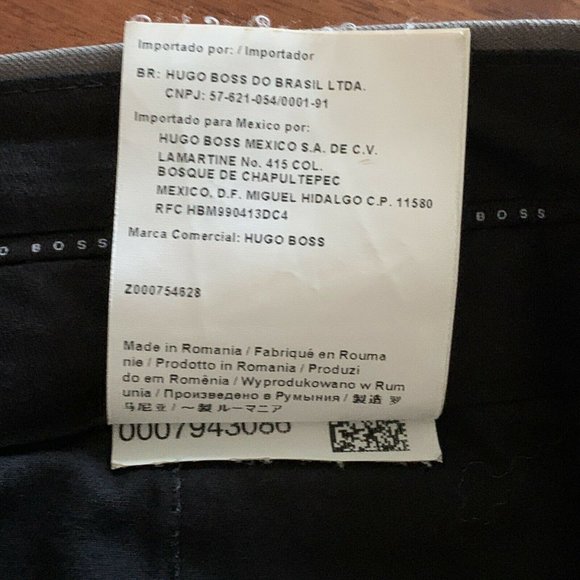 Importado por: / Importador
BR: HUGO BOSS DO BRASIL LTDA.
CNPJ: 57-621-054/0001-91
Importado para Mexico por:
HUGO BOSS MEXICO S.A. DE C.V.
LAMARTINE No. 415 COL.
BOSQUE DE CHAPULTEPEC
MEXICO, D.F. MIGUEL HIDALGO C.P. 11580
RFC HBM990413DC4
BOSS
BOSS
Marca Comercial: HUGO BOSS
Z000754628
Made in Romania / Fabriqué en Rouma
nie / Prodotto in Romania / Produzi
do em Romênia / Wyprodukowano w Rum
unia / Произведено в Румыния / 製造 罗
马尼亚 / 〜製 ルーマニア
0007943086